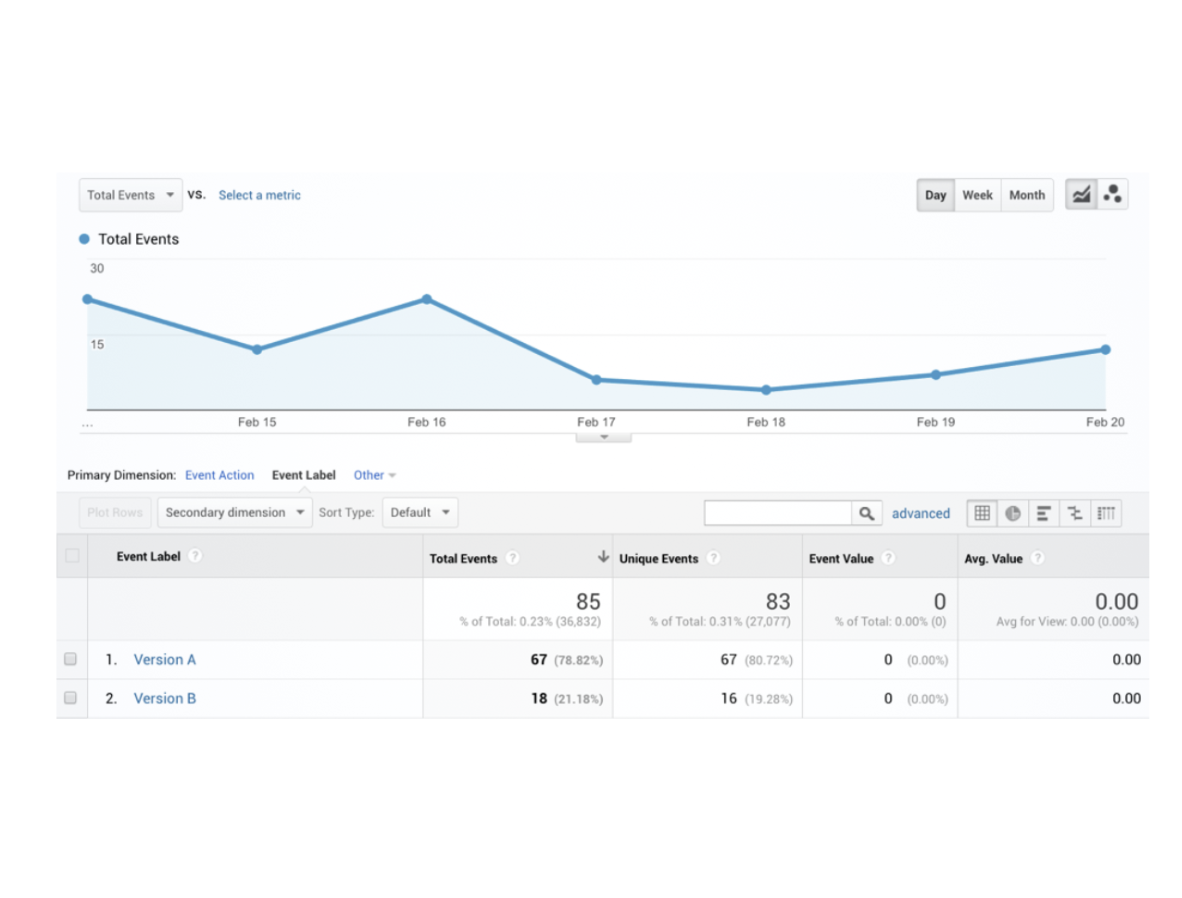 Total Events vs. Select a metric Day Week Month
Total Events
30
15
... Feb 15 Feb 16 Feb 17 Feb 18 Feb 19 Feb 20
Primary Dimension: Event Action Event Label Other
Plot Rows Secondary dimension Sort Type: Default advanced
Event Label ? Total Events ? Unique Events ? Event Value ? Avg. Value ?
85 83 0 0.00
% of Total: 0.23% (36,832) % of Total: 0.31% (27,077) % of Total: 0.00% (0) Avg for View: 0.00 (0.00%)
1. Version A 67 (78.82%) 67 (80.72%) 0 (0.00%) 0.00
2. Version B 18 (21.18%) 16 (19.28%) 0 (0.00%) 0.00